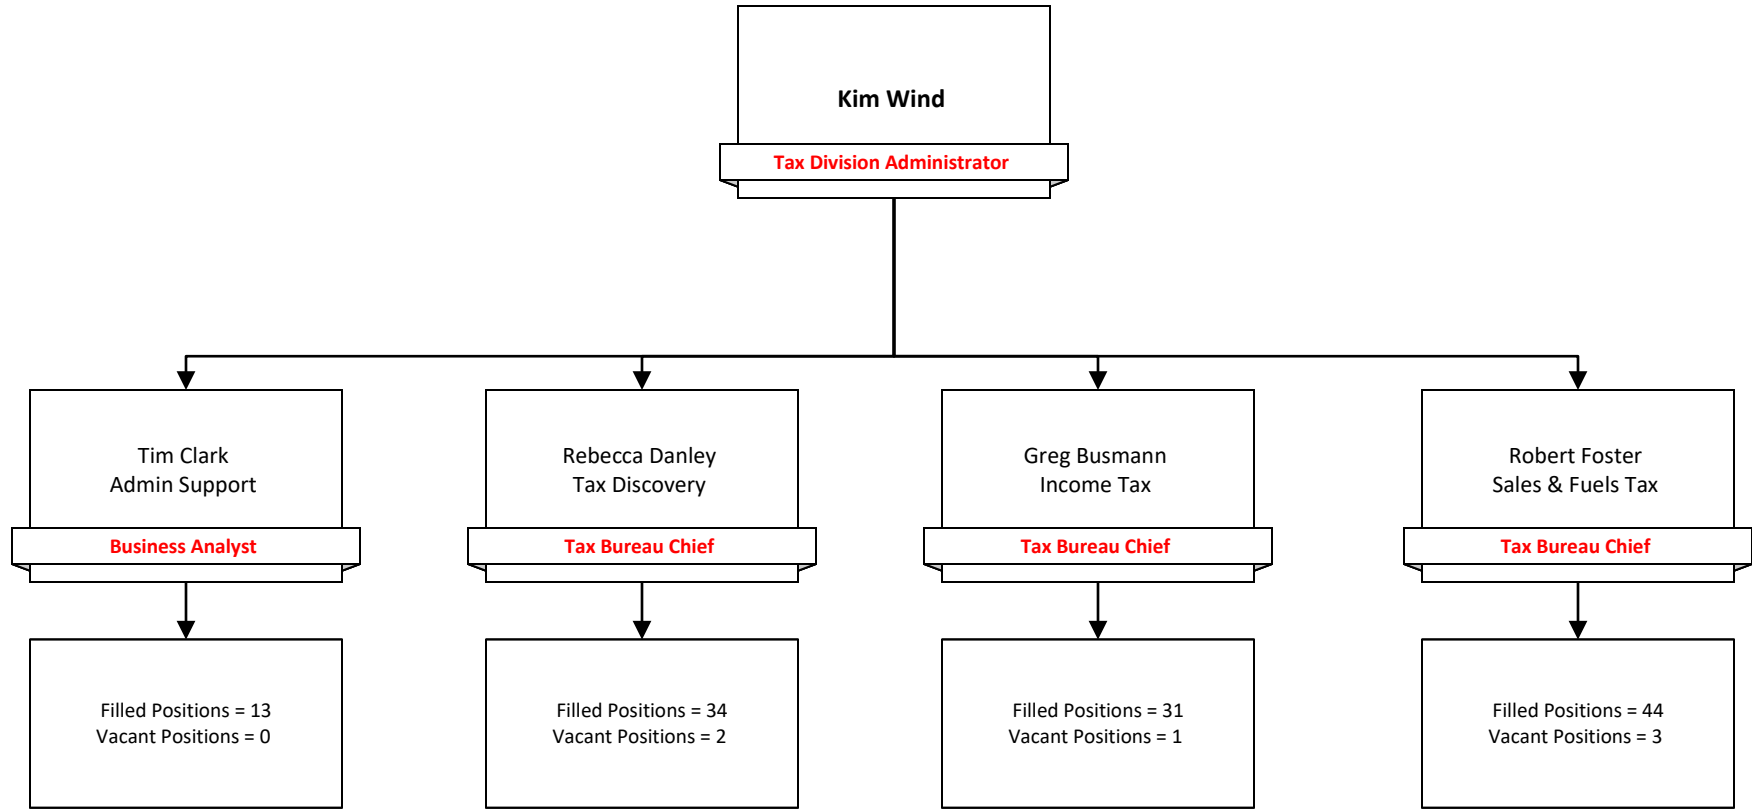 Kim Wind
Tax Division Administrator
Tim Clark
Admin Support
Business Analyst
Rebecca Danley
Tax Discovery
Tax Bureau Chief
Greg Busmann
Income Tax
Tax Bureau Chief
Robert Foster
Sales & Fuels Tax
Tax Bureau Chief
Filled Positions = 13
Vacant Positions = 0
Filled Positions = 34
Vacant Positions = 2
Filled Positions = 31
Vacant Positions = 1
Filled Positions = 44
Vacant Positions = 3